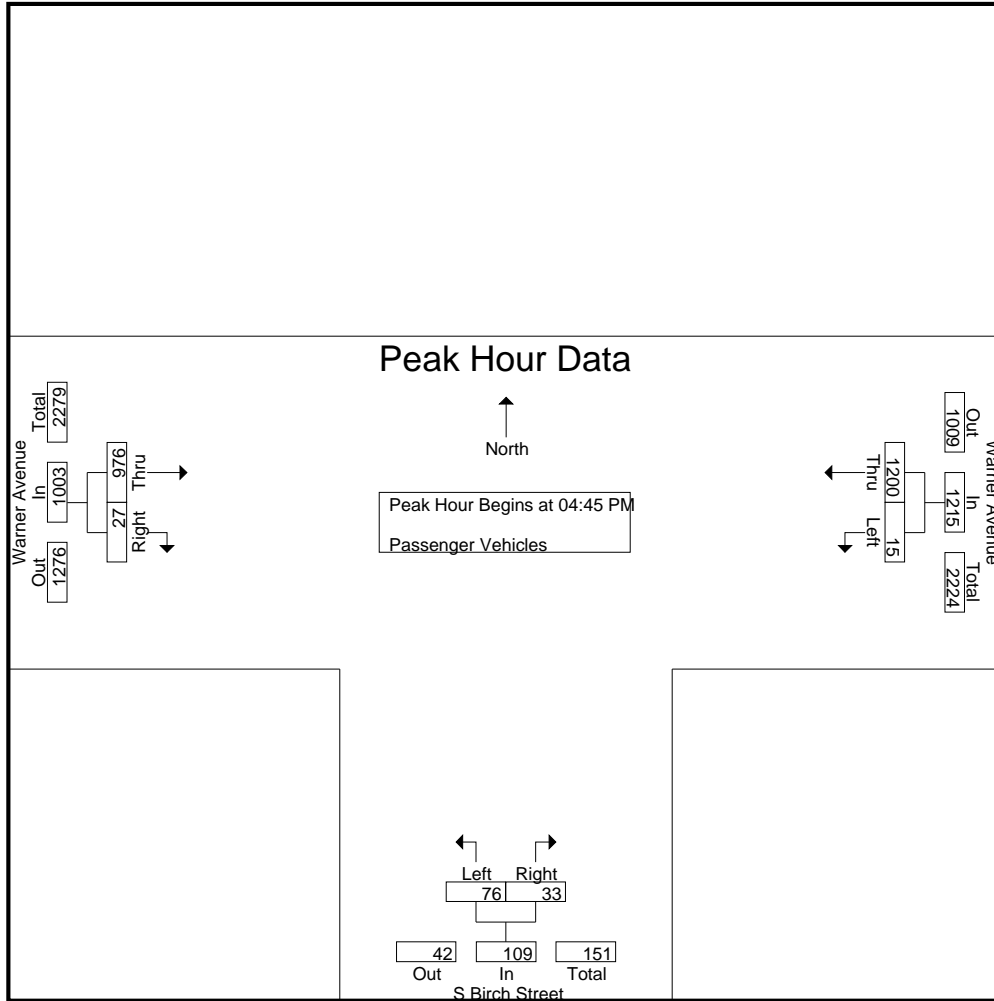 Peak Hour Data
North
Peak Hour Begins at 04:45 PM
Passenger Vehicles
Warner Avenue
Out In Total
1276 1003 2279
Right Thru
27 976
Warner Avenue
Out In Total
1009 1215 2224
Thru Left
1200 15
Left Right
76 33
42 109 151
Out In Total
S Birch Street